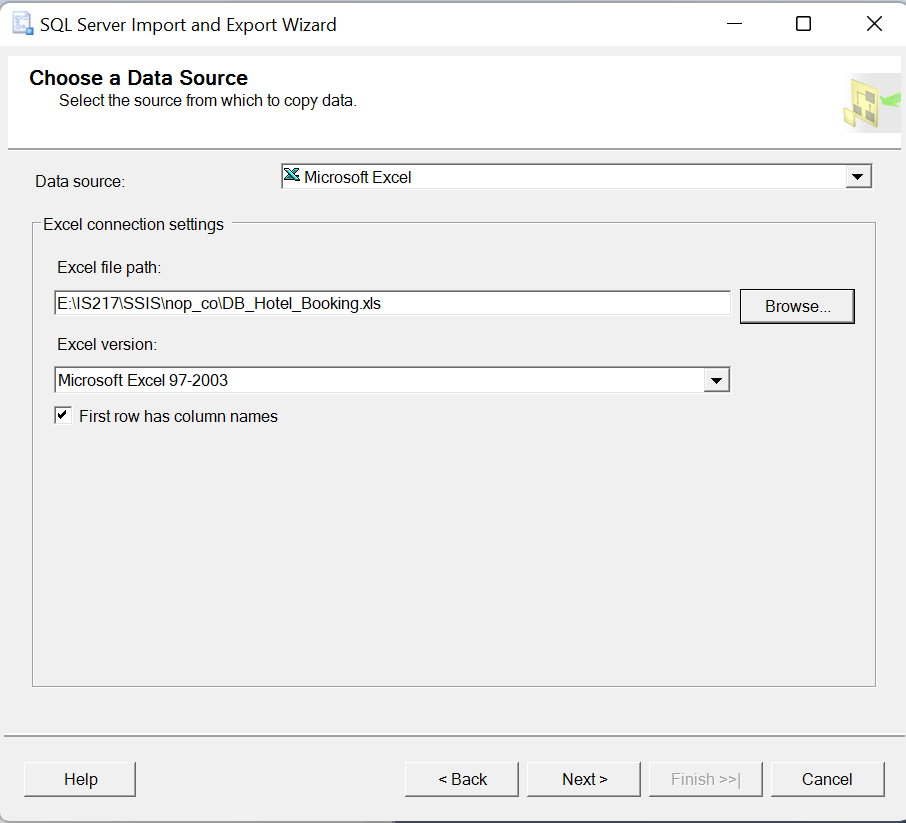 SQL Server Import and Export Wizard
Choose a Data Source
Select the source from which to copy data.
Data source:
Microsoft Excel
Excel connection settings
Excel file path:
E:\IS217\SSIS\nop_co\DB_Hotel_Booking.xls
Browse...
Excel version:
Microsoft Excel 97-2003
First row has column names
Help
< Back
Next >
Finish >>|
Cancel